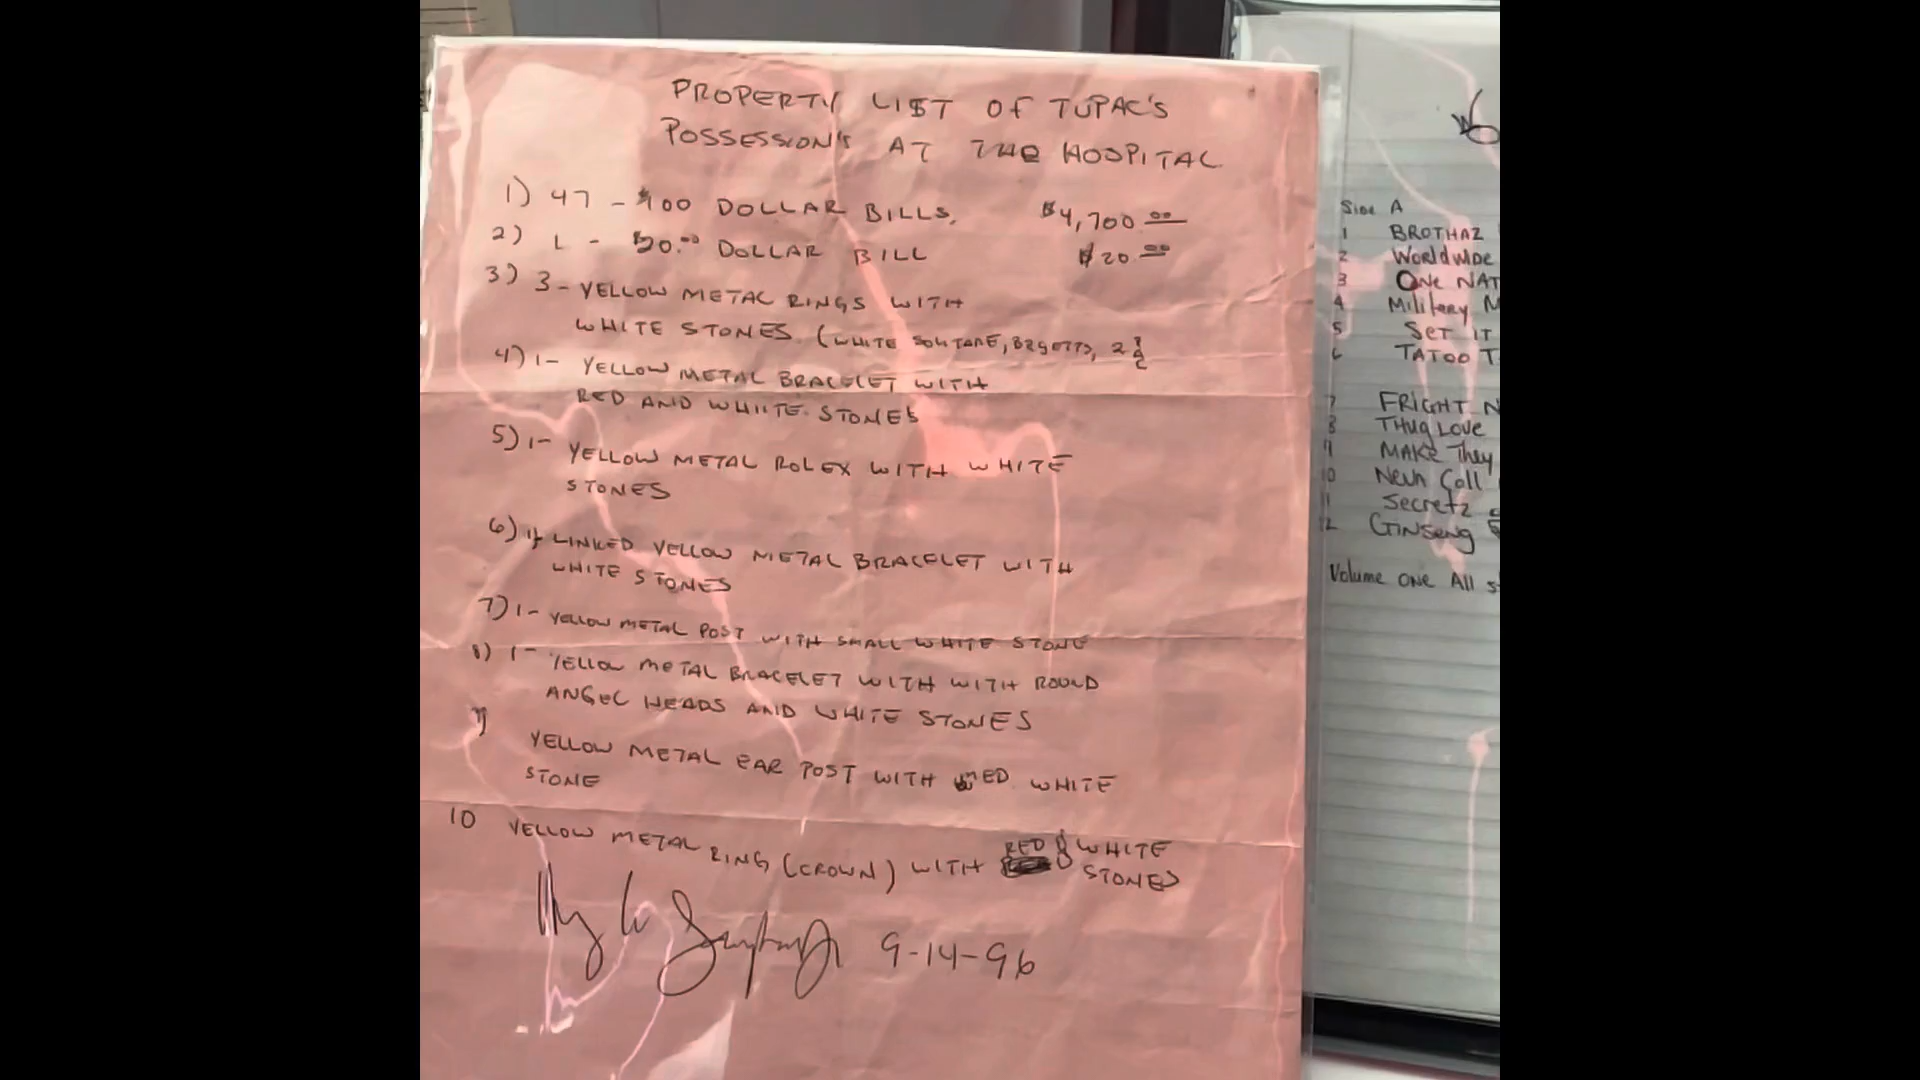 PROPERTY LIST OF TUPAC'S
POSSESSION'S AT THE HOSPITAL
1) 47 - $100 DOLLAR BILLS. $4,700.00
2) 1 - $20.00 DOLLAR BILL $20.00
3) 3 - YELLOW METAL RINGS WITH
WHITE STONES (WHITE
4) 1- YELLOW METAL BRACELET WITH
RED AND WHIITE STONES
5) 1- YELLOW METAL ROLEX WITH WHITE
STONES
6) LINKED YELLOW METAL BRACELET WITH
WHITE STONES
7) 1- YELLOW METAL POST WITH SMALL WHITE STONE
8) 1- YELLOW METAL BRACELET WITH WITH ROUND
ANGEL HEADS AND WHITE STONES
9) YELLOW METAL EAR POST WITH WHITE
STONE
10 YELLOW METAL RING (CROWN) WITH RED & WHITE
STONES
9-14-96
Side A
1 BROTHAZ
2 WorldWIDE
3 ONE NAT
4 Military M
5 SET IT
6 TATOO T
7 FRIGHT N
8 THUG LOVE
9 MAKE They
10 Coll
11 Secretz
12 GINseng
Volume ONE All s